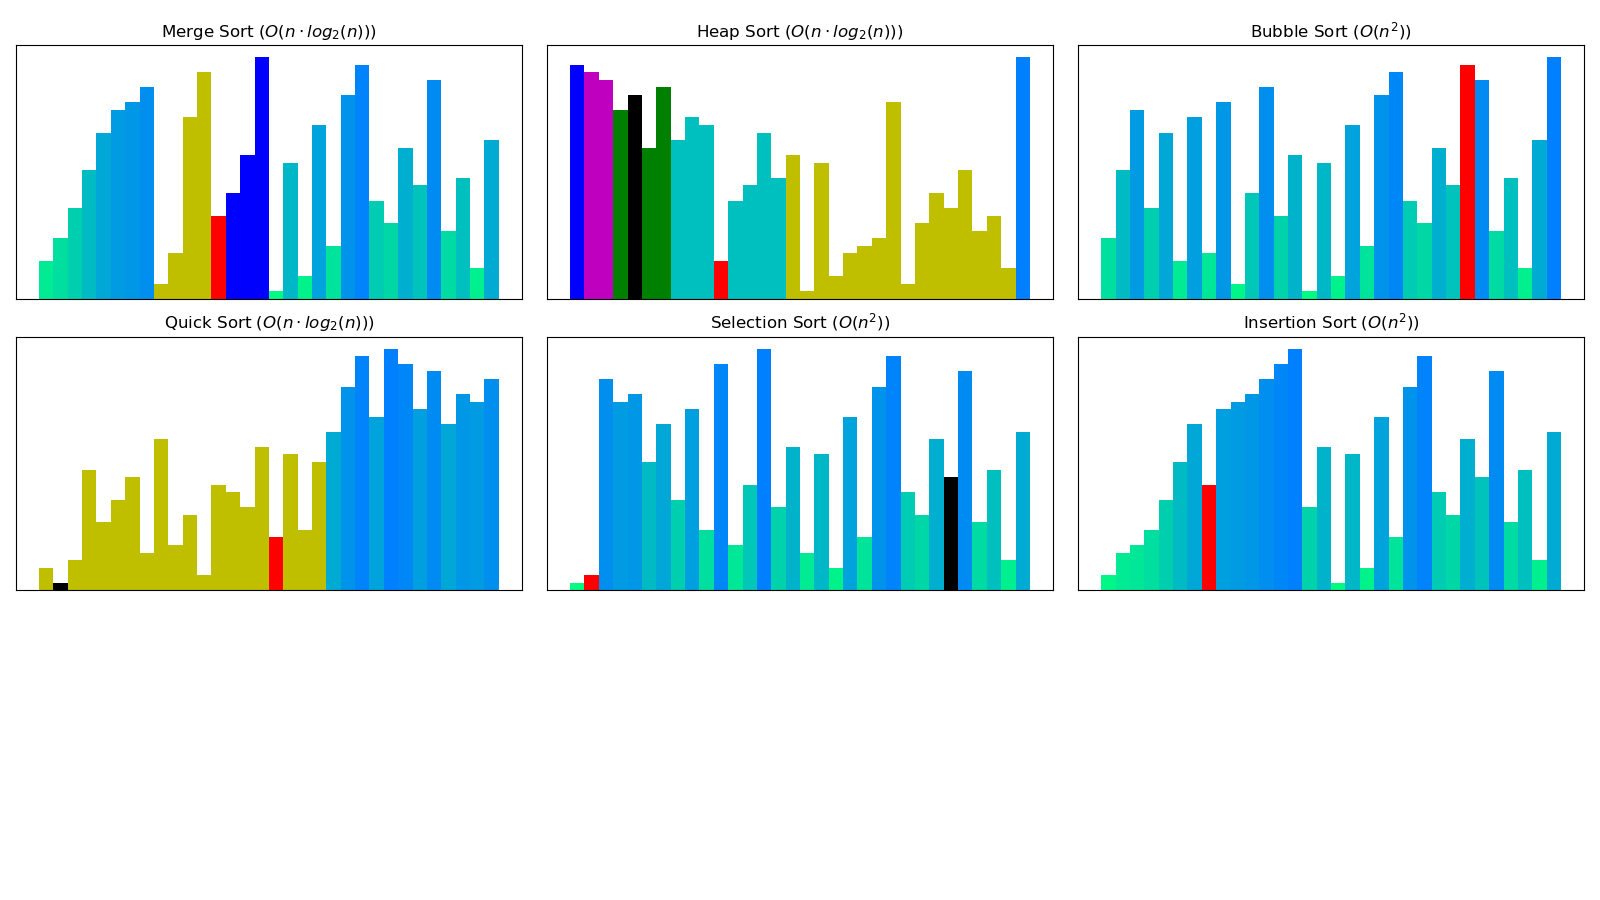 Merge Sort (O(n · log₂(n)))
Heap Sort (O(n · log₂(n)))
Bubble Sort (O(n²))
Quick Sort (O(n · log₂(n)))
Selection Sort (O(n²))
Insertion Sort (O(n²))